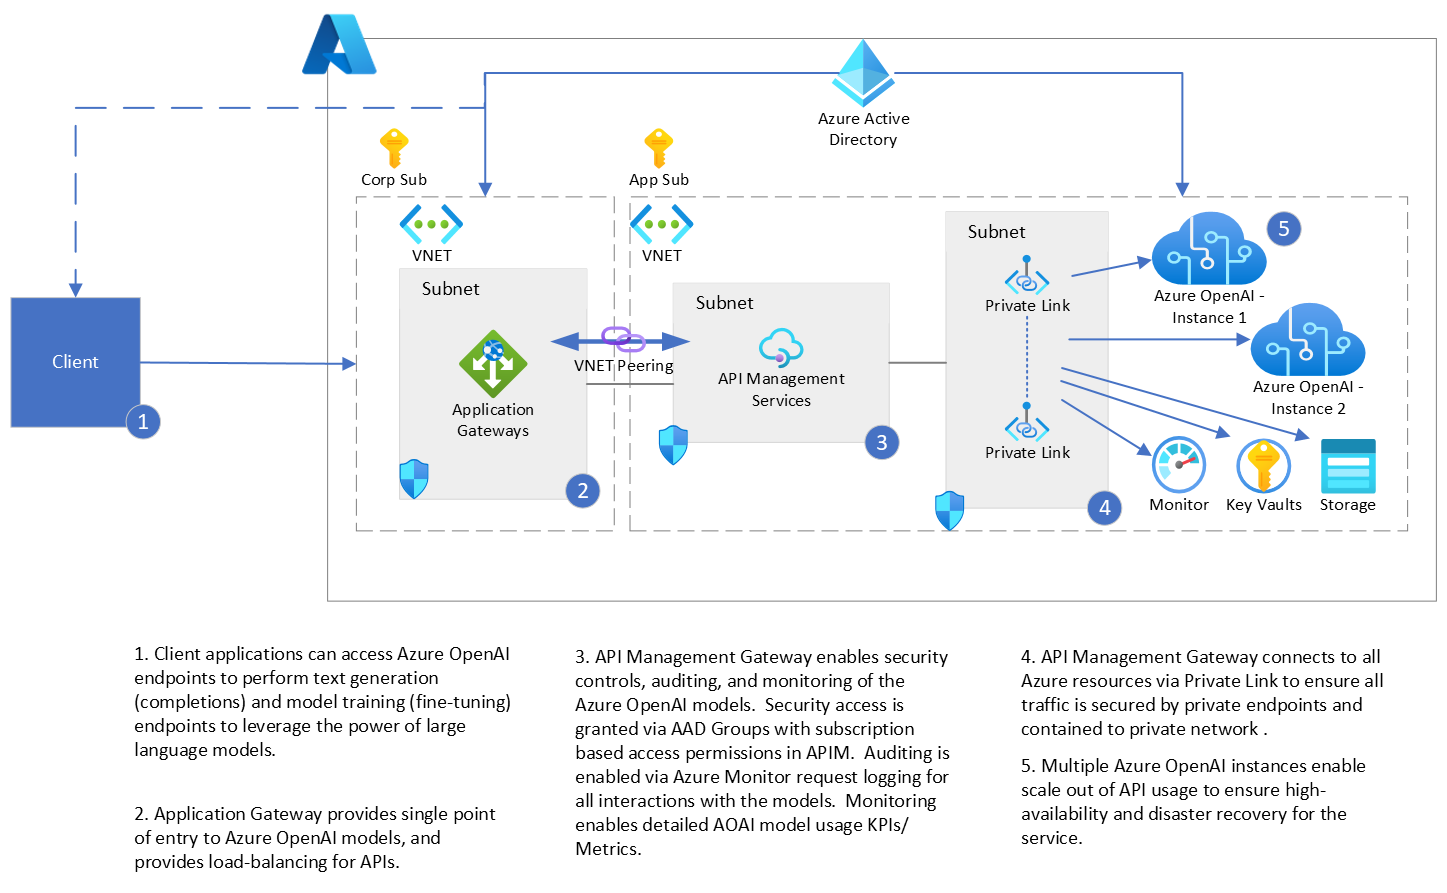 Azure Active
Directory
Corp Sub
App Sub
VNET
VNET
Subnet
Subnet
Subnet
Private Link
5
Azure OpenAI -
Instance 1
Client
1
VNET Peering
Application
Gateways
2
API Management
Services
3
Azure OpenAI -
Instance 2
Private Link
4
Monitor
Key Vaults
Storage
1. Client applications can access Azure OpenAI
endpoints to perform text generation
(completions) and model training (fine-tuning)
endpoints to leverage the power of large
language models.
2. Application Gateway provides single point
of entry to Azure OpenAI models, and
provides load-balancing for APIs.
3. API Management Gateway enables security
controls, auditing, and monitoring of the
Azure OpenAI models.  Security access is
granted via AAD Groups with subscription
based access permissions in APIM.  Auditing is
enabled via Azure Monitor request logging for
all interactions with the models.  Monitoring
enables detailed AOAI model usage KPIs/
Metrics.
4. API Management Gateway connects to all
Azure resources via Private Link to ensure all
traffic is secured by private endpoints and
contained to private network .
5. Multiple Azure OpenAI instances enable
scale out of API usage to ensure high-
availability and disaster recovery for the
service.